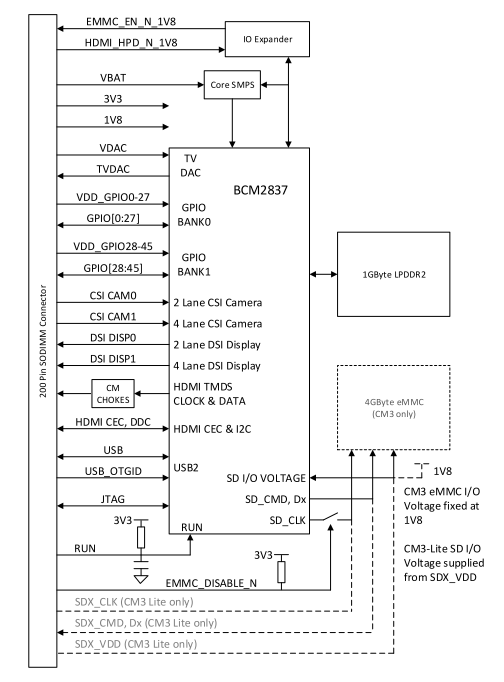 EMMC_EN_N_1V8
IO Expander
HDMI_HPD_N_1V8
VBAT
Core SMPS
3V3
1V8
VDAC
TV
DAC
TVDAC
BCM2837
VDD_GPIO0-27
GPIO
BANK0
GPIO[0:27]
VDD_GPIO28-45
GPIO
BANK1
GPIO[28:45]
1GByte LPDDR2
200 Pin SODIMM Connector
CSI CAM0
2 Lane CSI Camera
CSI CAM1
4 Lane CSI Camera
DSI DISP0
2 Lane DSI Display
DSI DISP1
4 Lane DSI Display
CM
CHOKES
HDMI TMDS
CLOCK & DATA
4GByte eMMC
(CM3 only)
HDMI CEC, DDC
HDMI CEC & I2C
USB
USB2
USB_OTGID
SD I/O VOLTAGE
1V8
SD_CMD, Dx
CM3 eMMC I/O
Voltage fixed at
1V8
JTAG
SD_CLK
3V3
RUN
RUN
3V3
CM3-Lite SD I/O
Voltage supplied
from SDX_VDD
EMMC_DISABLE_N
SDX_CLK (CM3 Lite only)
SDX_CMD, Dx (CM3 Lite only)
SDX_VDD (CM3 Lite only)